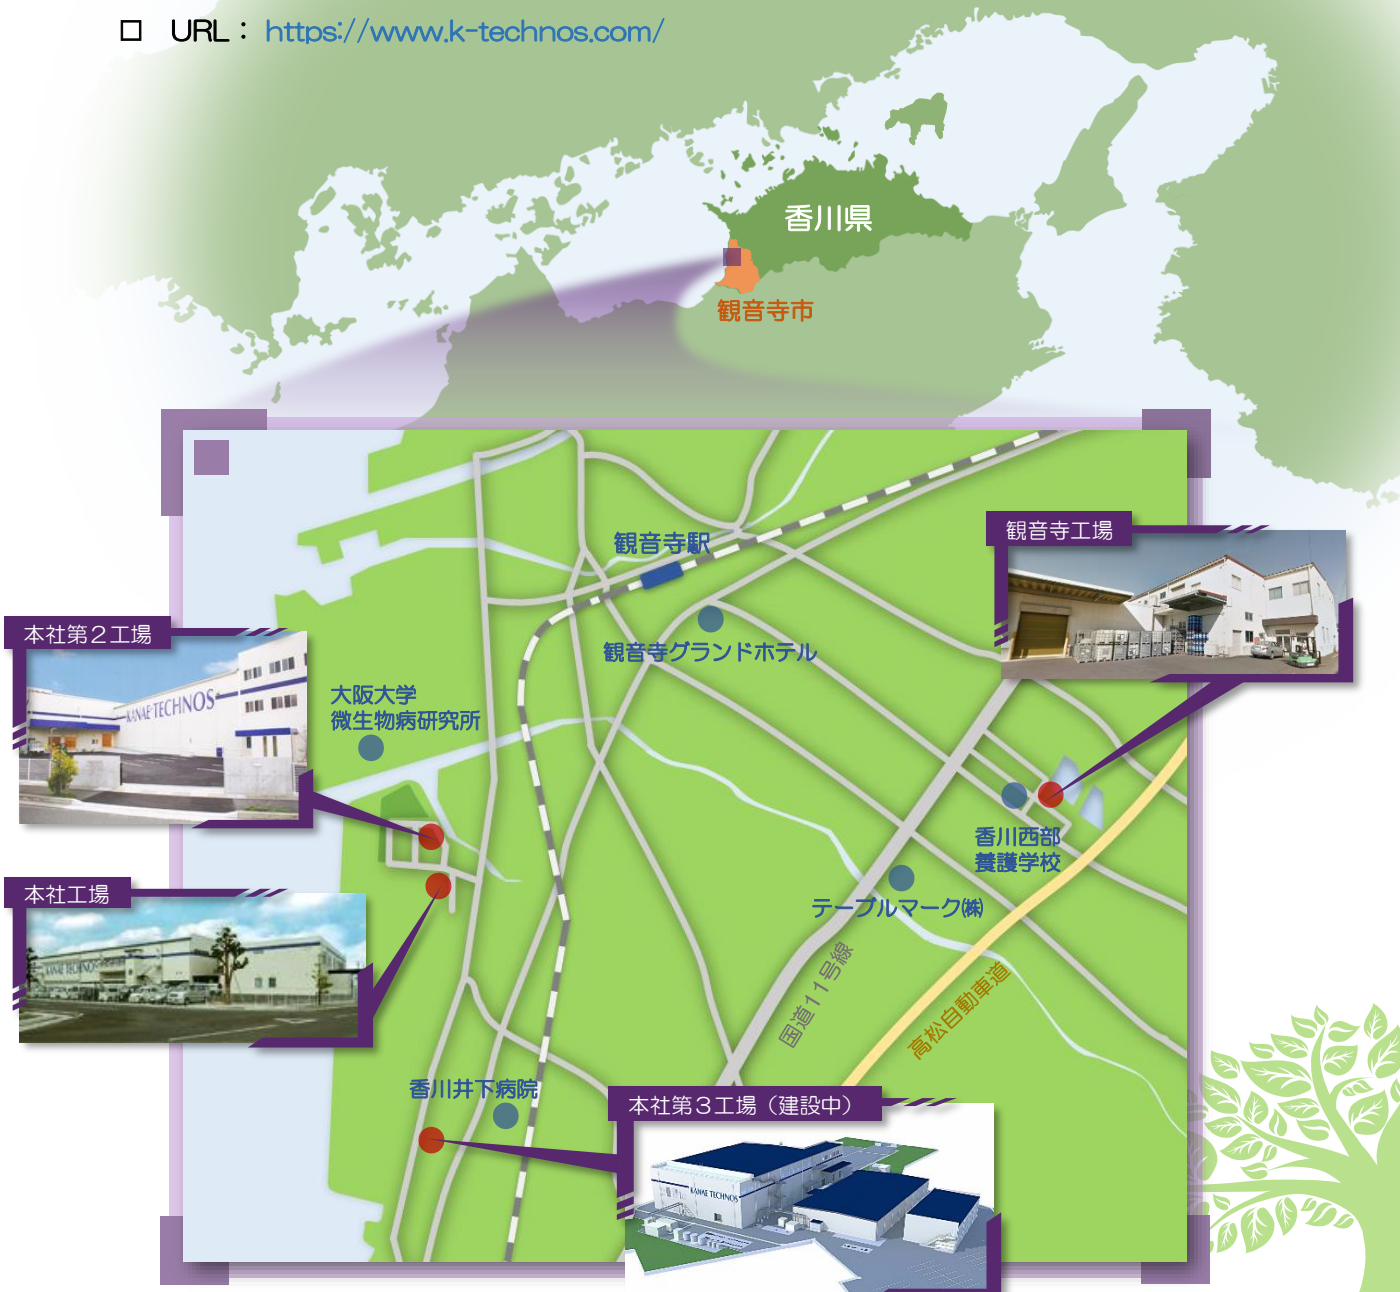 □ URL : https://www.k-technos.com/
香川県
観音寺市
観音寺工場
観音寺駅
本社第２工場
観音寺グランドホテル
KANAE TECHNOS
大阪大学
微生物病研究所
香川西部
養護学校
本社工場
テーブルマーク㈱
KANAE TECHNOS
国道１１号線
高松自動車道
香川井下病院
本社第３工場（建設中）
KANAE TECHNOS